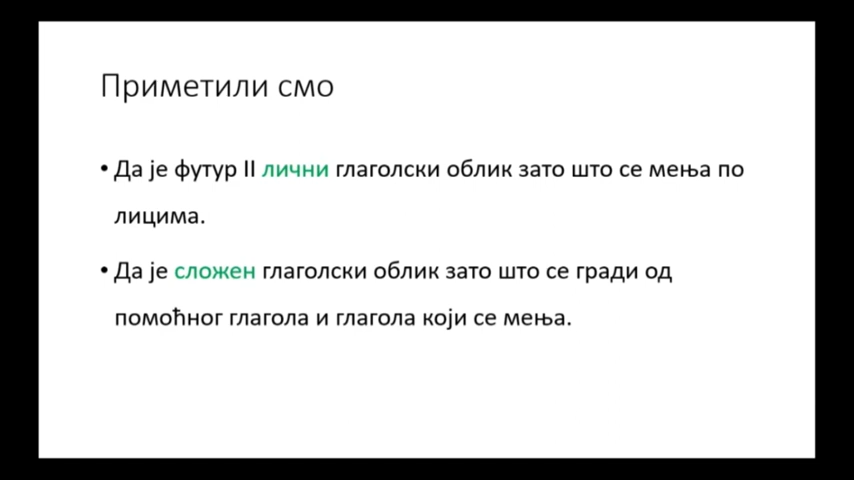 Приметили смо
• Да је футур II лични глаголски облик зато што се мења по
лицима.
• Да је сложен глаголски облик зато што се гради од
помоћног глагола и глагола који се мења.